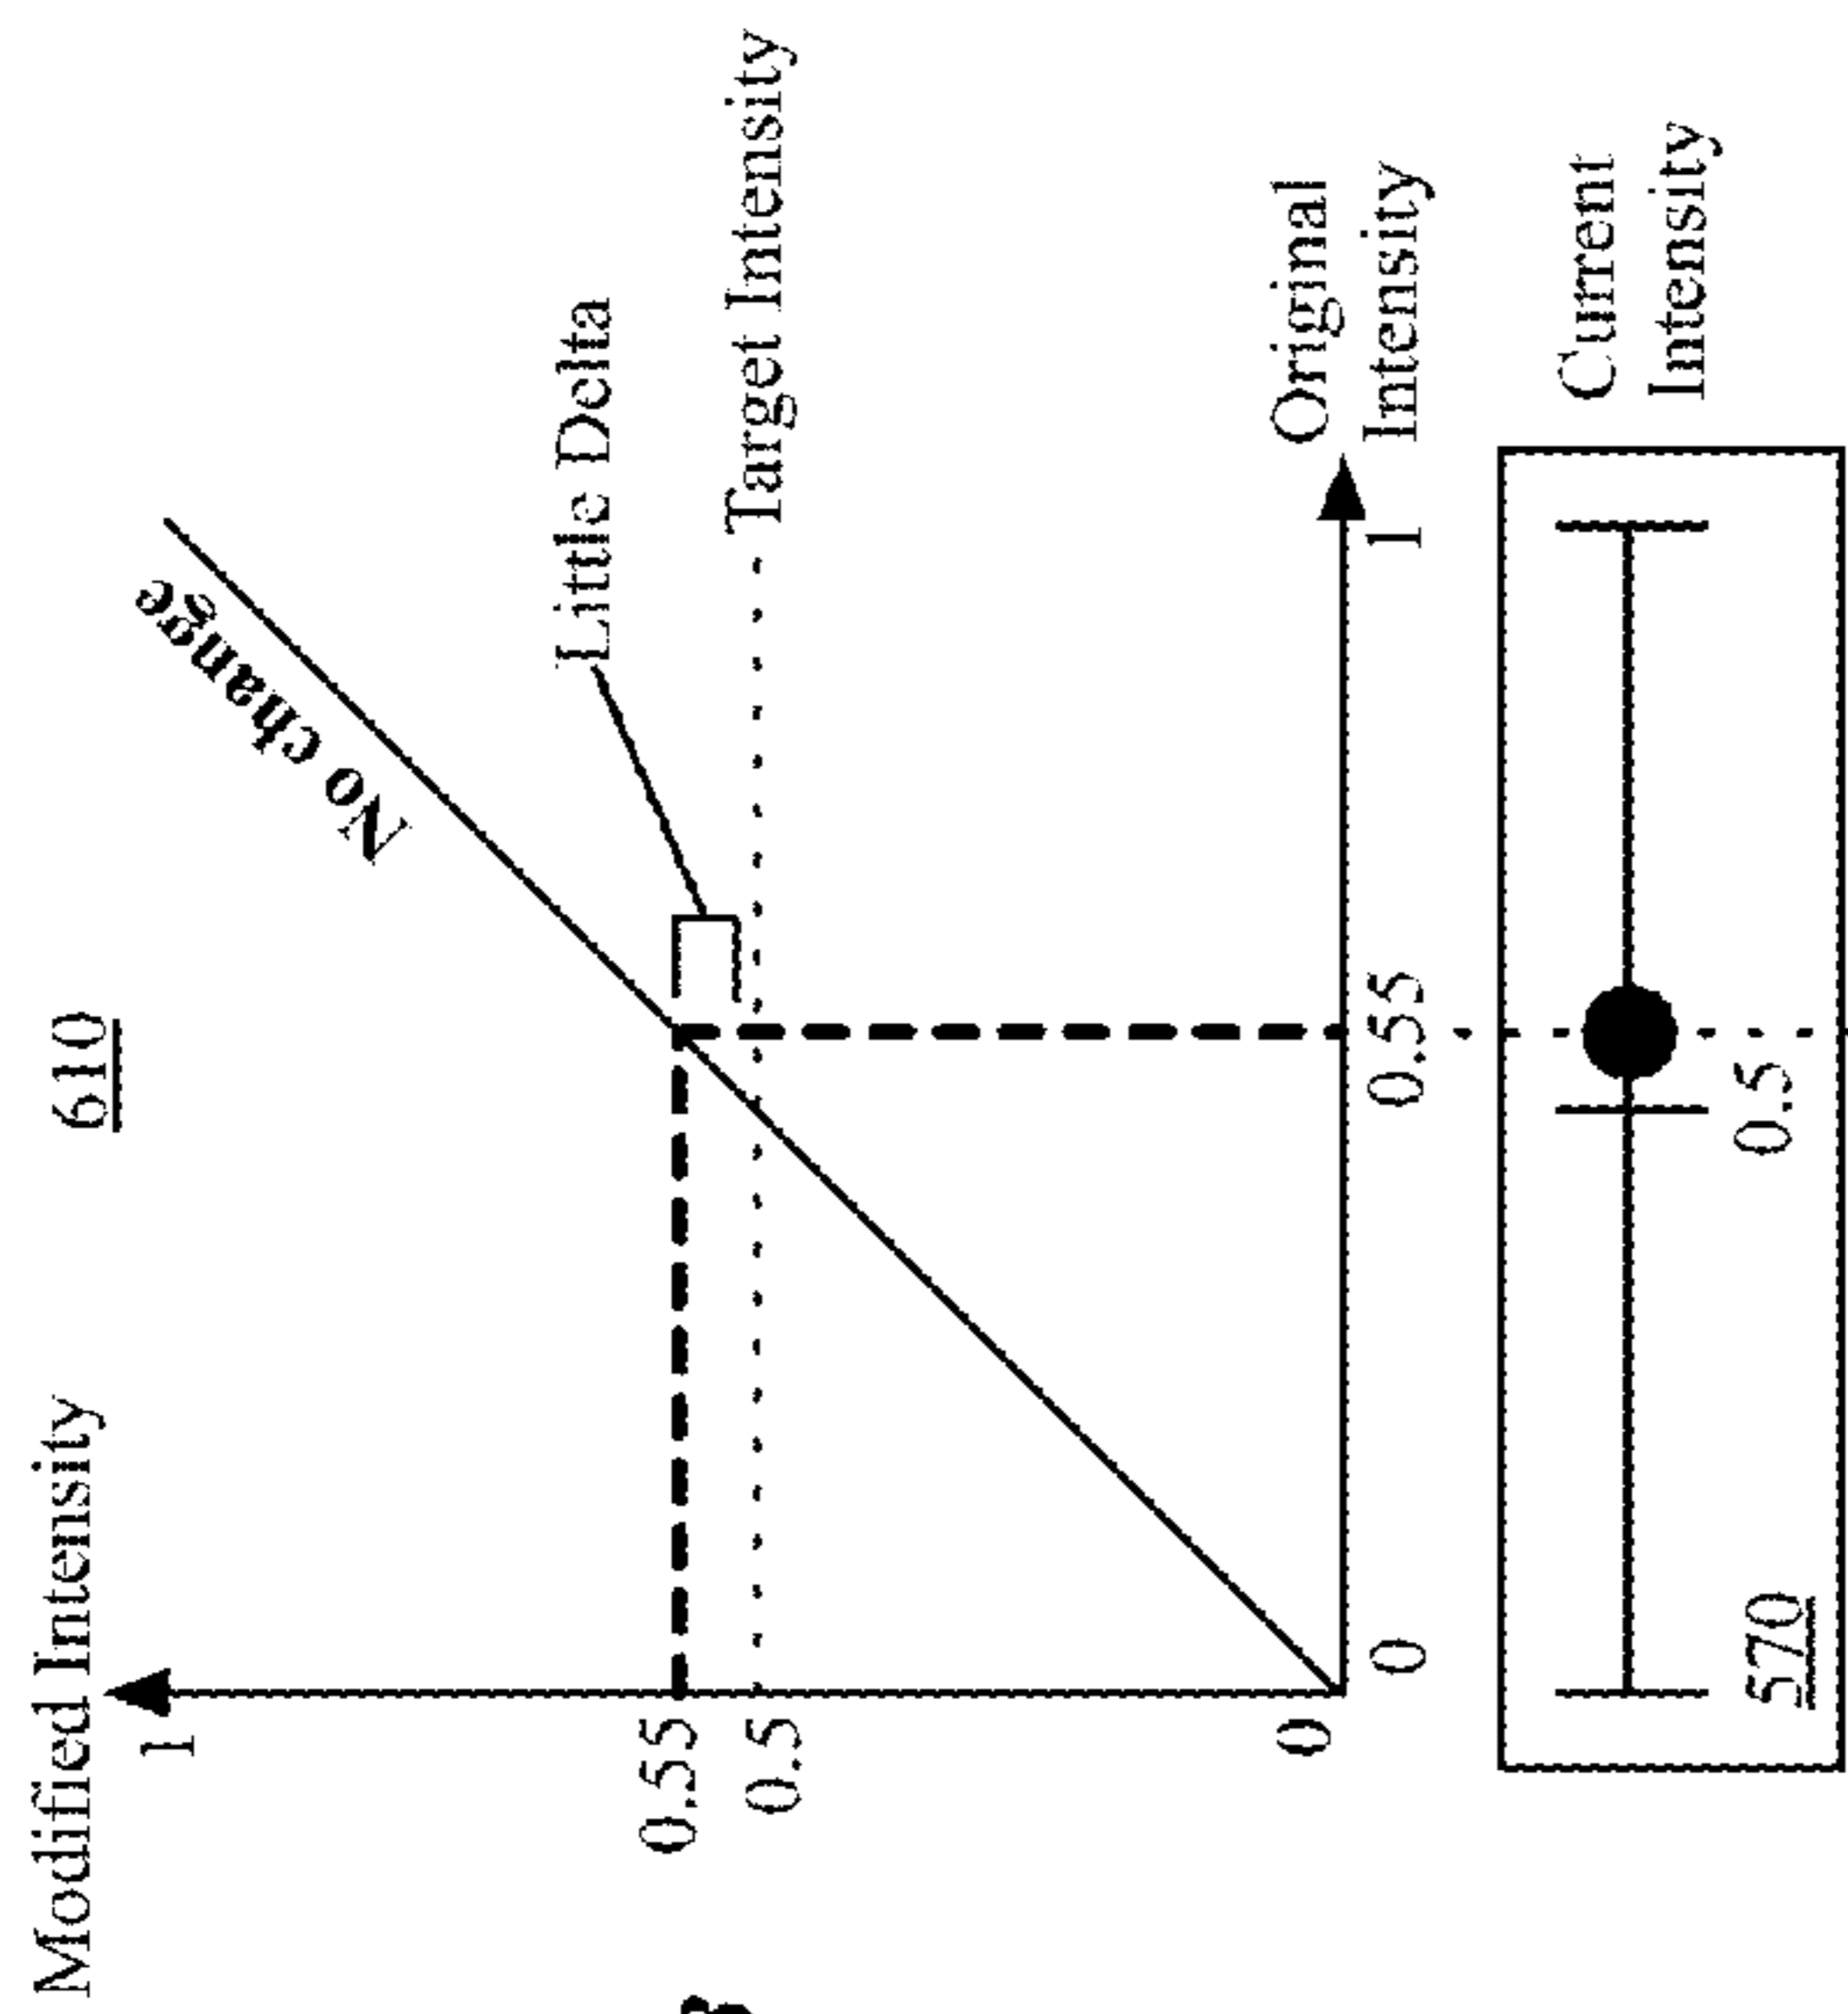 610
Modified Intensity
1
No change
Little Delta
0.55
Target Intensity
0.5
0
Original
Intensity
0
0.55
1
Current
Intensity
570
0.5